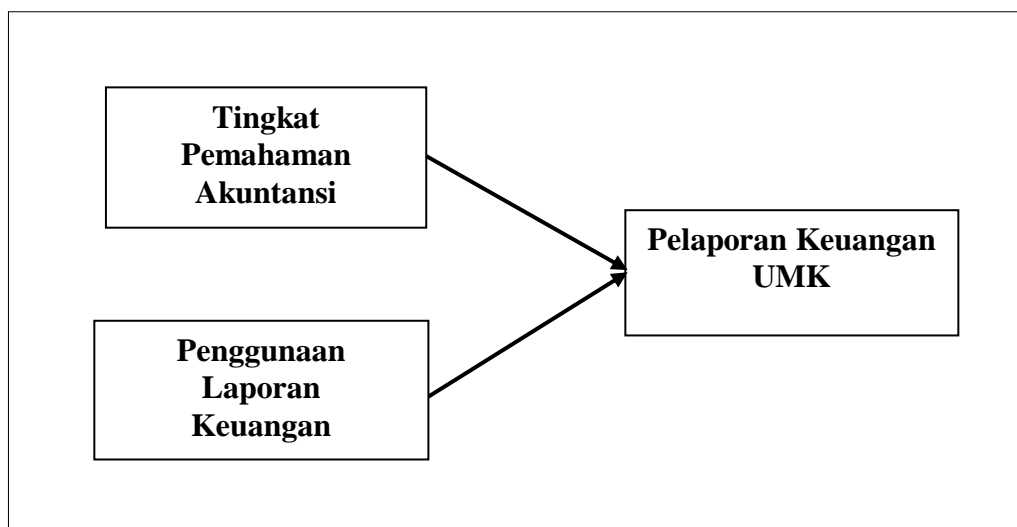 Tingkat
Pemahaman
Akuntansi
Pelaporan Keuangan
UMK
Penggunaan
Laporan
Keuangan